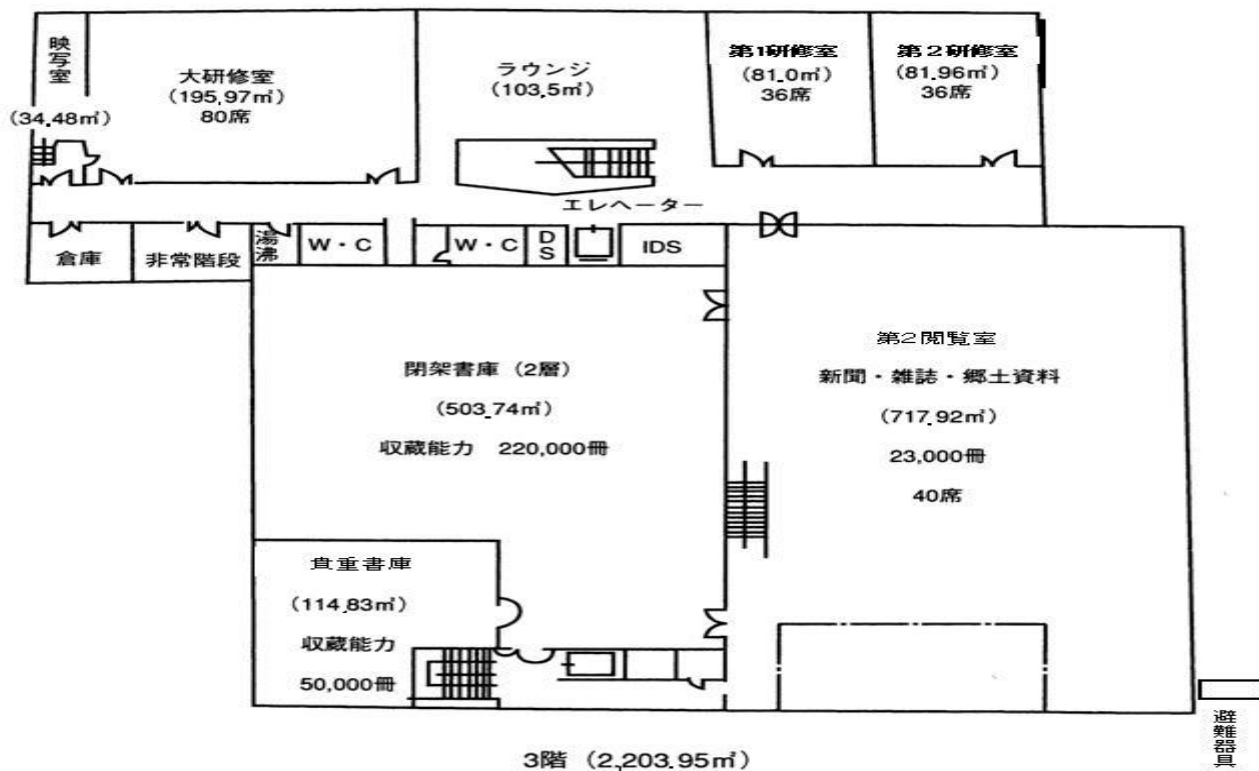 映写室
(34.48㎡)
大研修室
(195.97㎡)
80席
ラウンジ
(103.5㎡)
第1研修室
(81.0㎡)
36席
第2研修室
(81.96㎡)
36席
エレベーター
倉庫
非常階段
湯沸
W・C
W・C
DS
IDS
閉架書庫(2層)
(503.74㎡)
収蔵能力 220,000冊
第2閲覧室
新聞・雑誌・郷土資料
(717.92㎡)
23,000冊
40席
貴重書庫
(114.83㎡)
収蔵能力
50,000冊
避難器具
3階(2,203.95㎡)